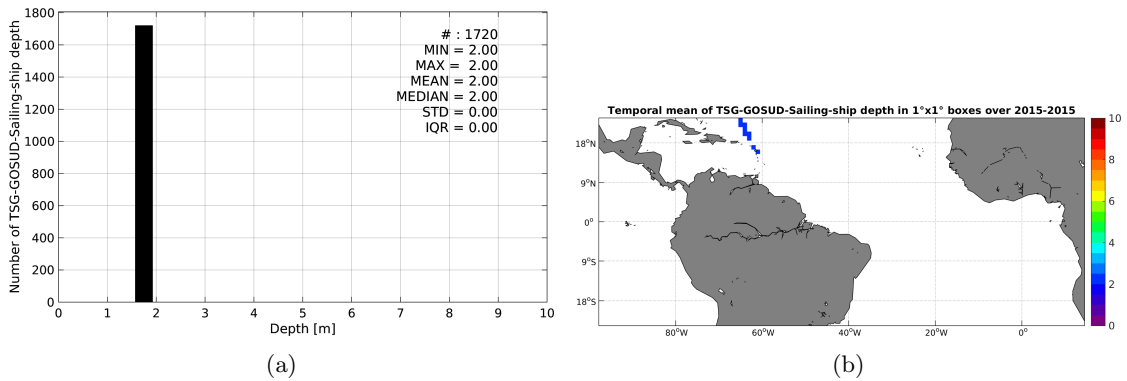 1800
1600
1400
1200
1000
800
600
400
200
0
Number of TSG-GOSUD-Sailing-ship depth
# : 1720
MIN = 2.00
MAX = 2.00
MEAN = 2.00
MEDIAN = 2.00
STD = 0.00
IQR = 0.00
0 1 2 3 4 5 6 7 8 9 10
Depth [m]
(a)
Temporal mean of TSG-GOSUD-Sailing-ship depth in 1°x1° boxes over 2015-2015
18°N
9°N
0°
9°S
18°S
80°W 60°W 40°W 20°W 0°
10
8
6
4
2
0
(b)